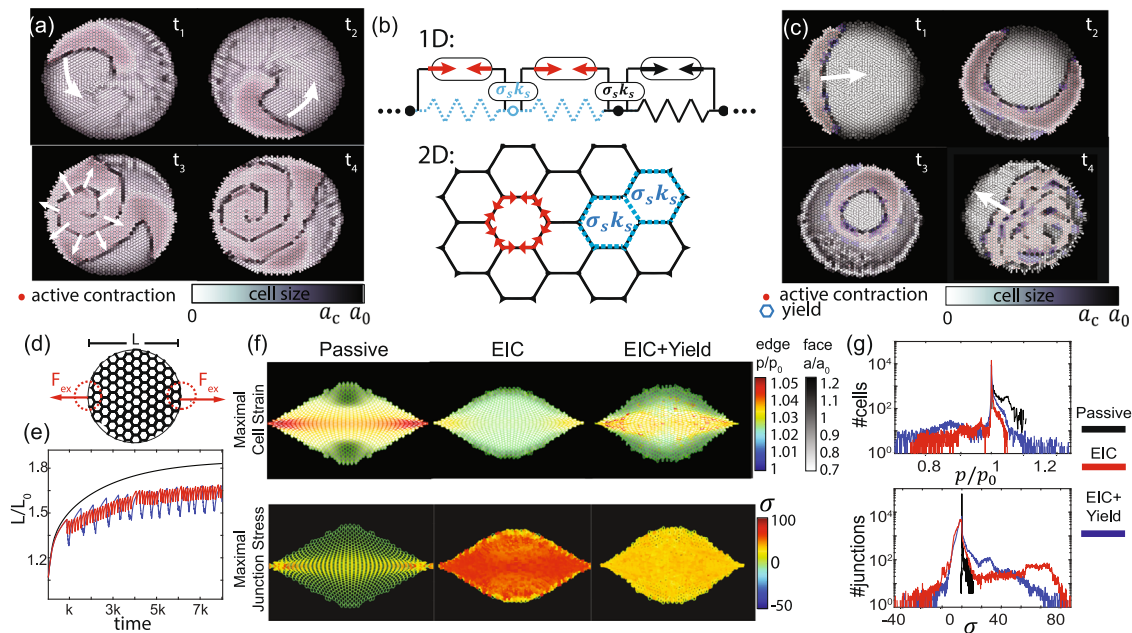 (a)
t1
t2
t3
t4
active contraction
cell size
0
a_c a_0
(b)
1D:
σ_s k_s
σ_s k_s
2D:
σ_s k_s
σ_s k_s
(c)
t1
t2
t3
t4
active contraction
yield
cell size
0
a_c a_0
(d)
L
F_ex
F_ex
(e)
L/L_0
1.8
1.5
1.2
k 3k 5k 7k
time
(f)
Passive
EIC
EIC+Yield
Maximal
Cell Strain
Maximal
Junction Stress
edge
p/p_0
1.05
1.04
1.03
1.02
1.01
1
face
a/a_0
1.2
1.1
1
0.9
0.8
0.7
σ
100
50
0
-50
(g)
#cells
10^4
10^2
10^0
0.8 1 1.2
p/p_0
#junctions
10^4
10^2
10^0
-40 0 40 80
σ
Passive
EIC
EIC+
Yield